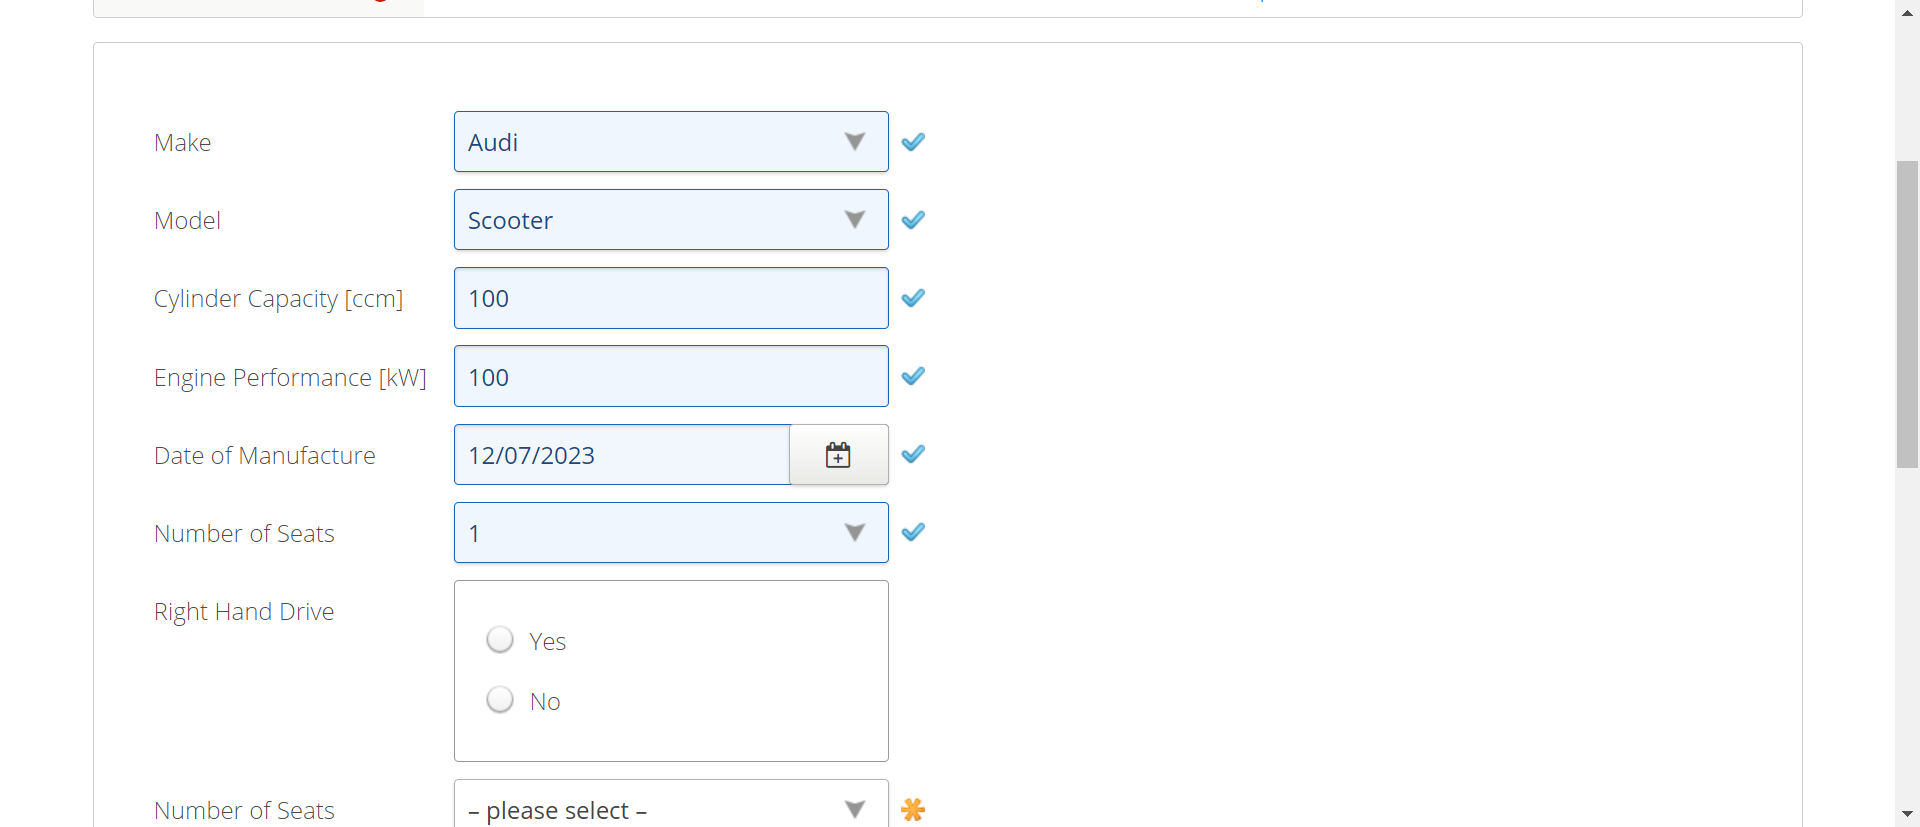 Make
Audi
Model
Scooter
Cylinder Capacity [ccm]
100
Engine Performance [kW]
100
Date of Manufacture
12/07/2023
Number of Seats
1
Right Hand Drive
Yes
No
Number of Seats
– please select –